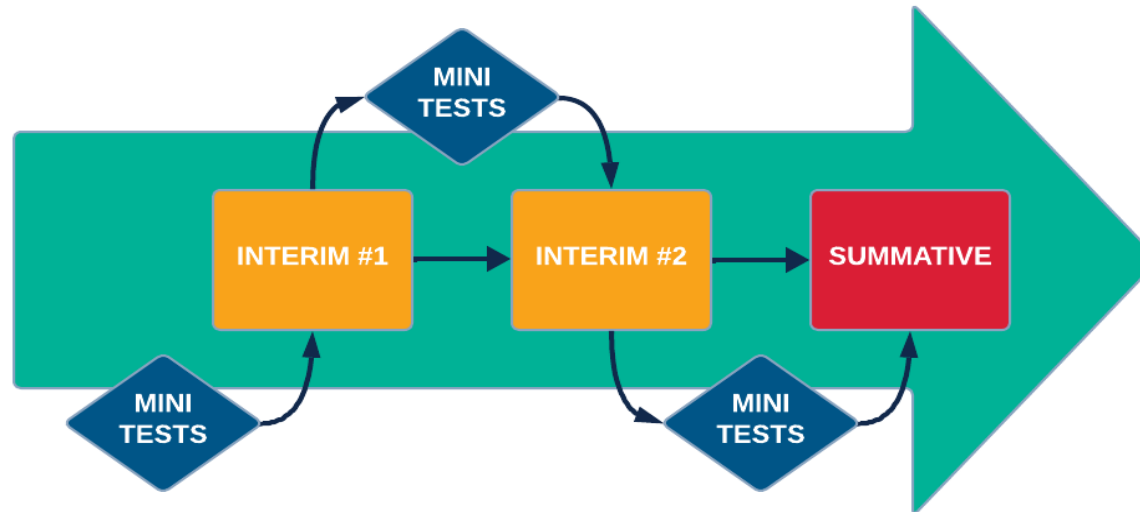 MINI
TESTS
INTERIM #1
INTERIM #2
SUMMATIVE
MINI
TESTS
MINI
TESTS